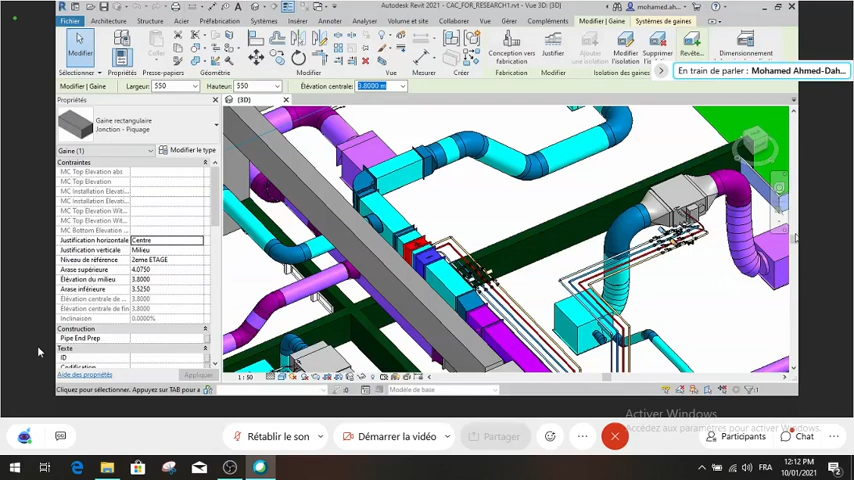 Autodesk Revit 2021 - CAC_FOR_RESEARCH1.rvt - Vue 3D:
mohamed.ah...
Fichier Architecture Structure Acier Préfabrication Systèmes Insérer Annoter Analyser Volume et site Collaborer Vue Gérer Compléments Modifier | Gaine Systèmes de gaines
Modifier Propriétés Conception vers fabrication Justifier Ajouter Modifier l'isolation Supprimer l'isolation Revête... Dimensionnement
Sélectionner Presse-papiers Géométrie Modifier Vue Mesurer Créer Fabrication Isolation des gaines
En train de parler : Mohamed Ahmed-Dah...
Modifier | Gaine Largeur: 550 Hauteur: 550 Élévation centrale: 3.8000 m
Propriétés
{3D}
Gaine rectangulaire
Jonction - Piquage
Gaine (1) Modifier le type
Contraintes
MC Top Elevation abs
MC Top Elevation
MC Installation Elevati...
MC Top Elevation Wit...
MC Top Elevation Wit...
MC Bottom Elevation
Justification horizontale Centre
Justification verticale Milieu
Niveau de référence 2eme ETAGE
Arase supérieure 4.0750
Élévation du milieu 3.8000
Arase inférieure 3.5250
Élévation centrale de ... 3.8000
Élévation centrale de fin 3.8000
Inclinaison 0.0000%
Construction
Pipe End Prep
Texte
ID
Codification
Aide des propriétés Appliquer
1 : 50
Cliquez pour sélectionner. Appuyez sur TAB pour a :0 Modèle de base :1
Activer Windows
Accédez aux paramètres pour activer Windows.
Rétablir le son Démarrer la vidéo Partager Participants Chat
FRA 12:12 PM
10/01/2021